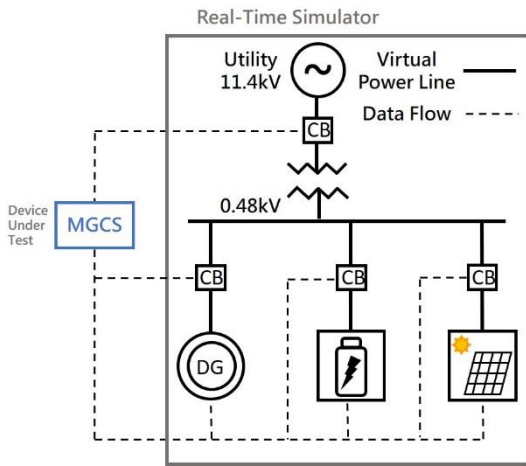 Real-Time Simulator
Utility
11.4kV
Virtual
Power Line
Data Flow
CB
0.48kV
Device
Under
Test
MGCS
CB
CB
CB
DG